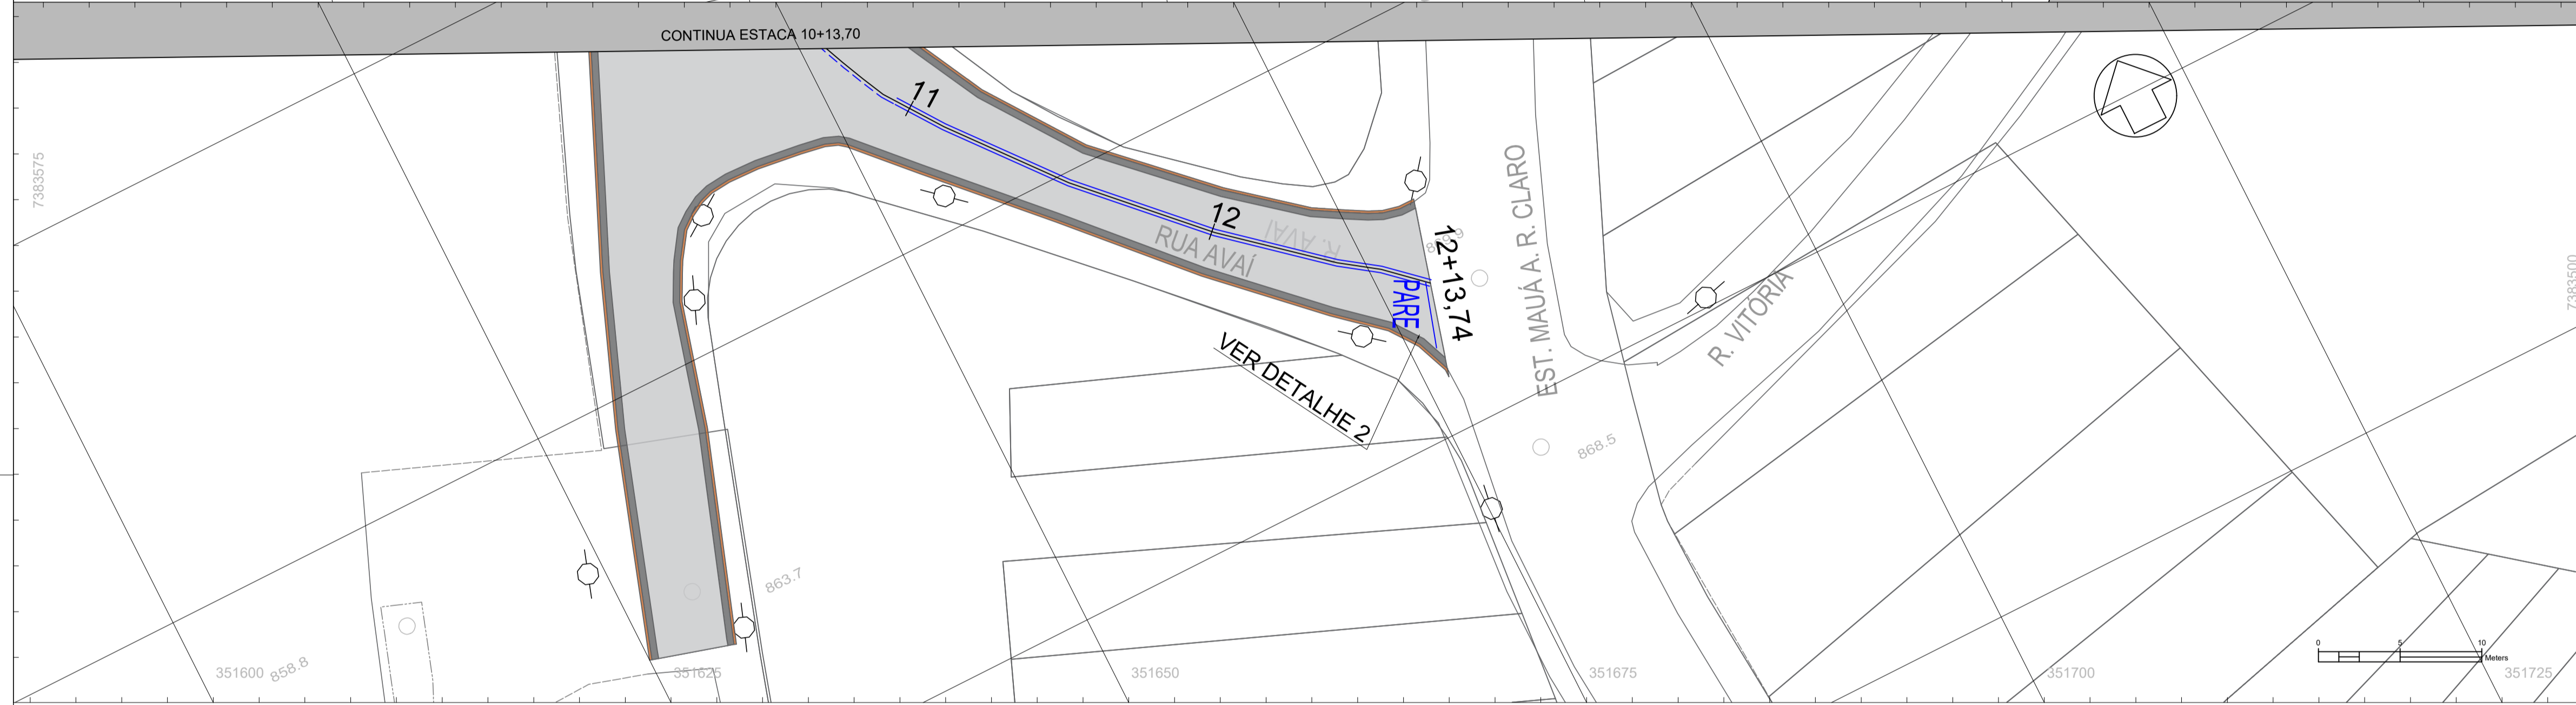 CONTINUA ESTACA 10+13,70
7383575
11
12
RUA AVAÍ
R. AVAÍ
PARE
12+13,74
VER DETALHE 2
EST. MAUÁ A. R. CLARO
R. VITÓRIA
7383500
868.5
863.7
858.8
351600
351625
351650
351675
351700
351725
0 5 10
Meters